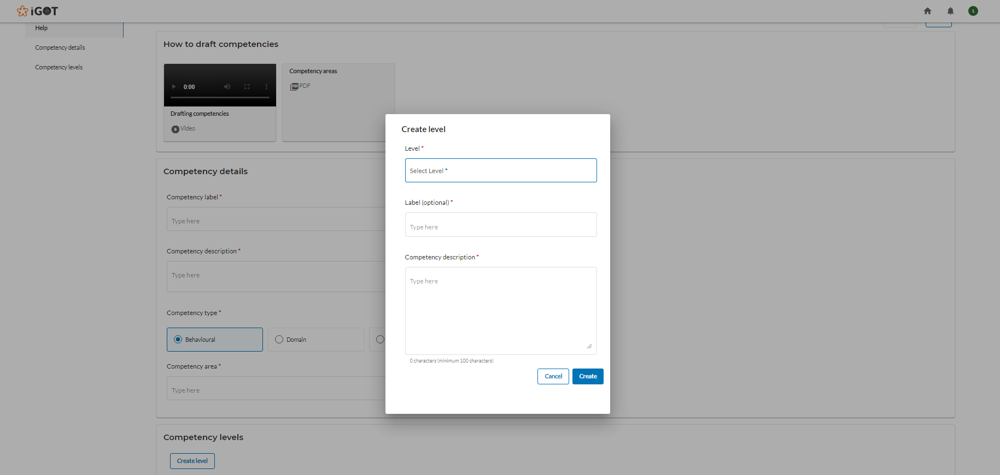 iGOT
L
Help
Competency details
Competency levels
How to draft competencies
0:00
Drafting competencies
Video
Competency areas
PDF
PDF
Competency details
Competency label *
Type here
Competency description *
Type here
Competency type *
Behavioural
Domain
Competency area *
Type here
Competency levels
Create level
Create level
Level *
Select Level *
Label (optional) *
Type here
Competency description *
Type here
0 characters (minimum 100 characters)
Cancel
Create